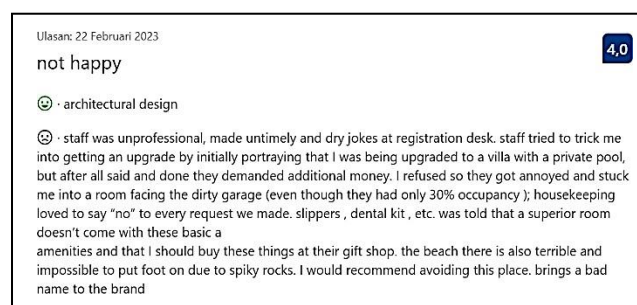 Ulasan: 22 Februari 2023
4,0
not happy
· architectural design
· staff was unprofessional, made untimely and dry jokes at registration desk. staff tried to trick me
into getting an upgrade by initially portraying that I was being upgraded to a villa with a private pool,
but after all said and done they demanded additional money. I refused so they got annoyed and stuck
me into a room facing the dirty garage (even though they had only 30% occupancy ); housekeeping
loved to say “no” to every request we made. slippers , dental kit , etc. was told that a superior room
doesn’t come with these basic a
amenities and that I should buy these things at their gift shop. the beach there is also terrible and
impossible to put foot on due to spiky rocks. I would recommend avoiding this place. brings a bad
name to the brand